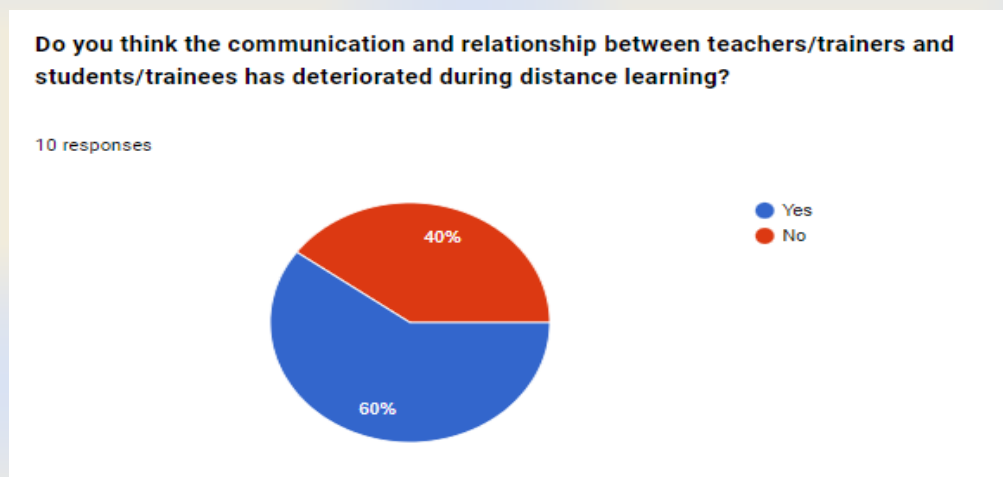 Do you think the communication and relationship between teachers/trainers and
students/trainees has deteriorated during distance learning?
10 responses
Yes
No
40%
60%